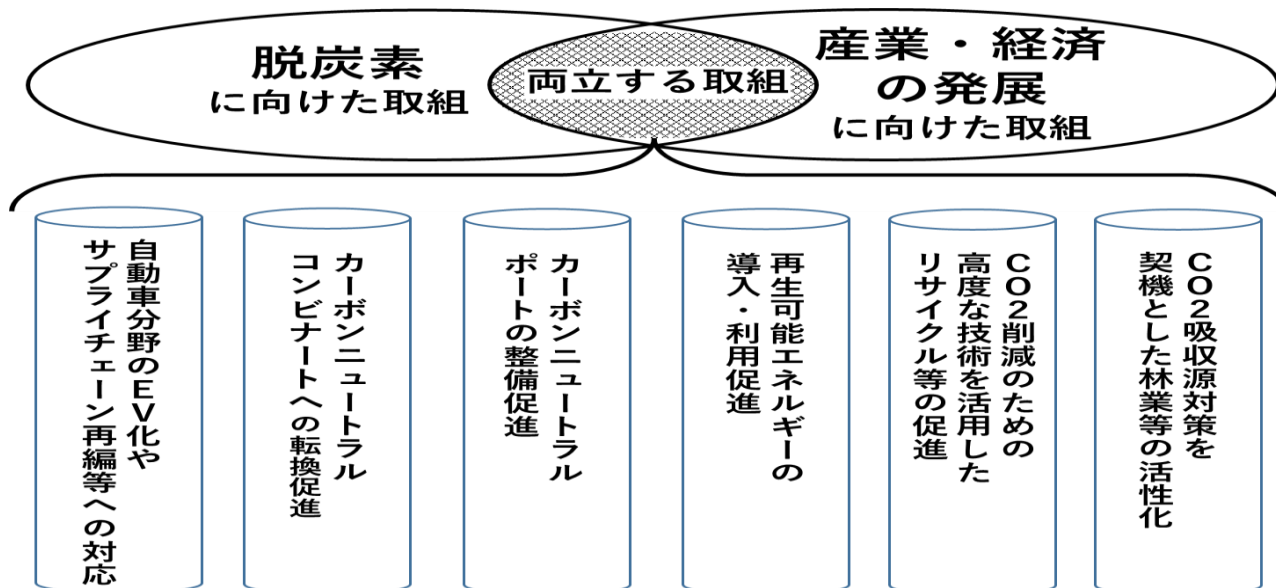 脱炭素
に向けた取組
両立する取組
産業・経済
の発展
に向けた取組
自動車分野のEV化や
サプライチェーン再編等への対応
カーボンニュートラル
コンビナートへの転換促進
カーボンニュートラル
ポートの整備促進
再生可能エネルギーの
導入・利用促進
CO2削減のための
高度な技術を活用した
リサイクル等の促進
CO2吸収源対策を
契機とした林業等の活性化